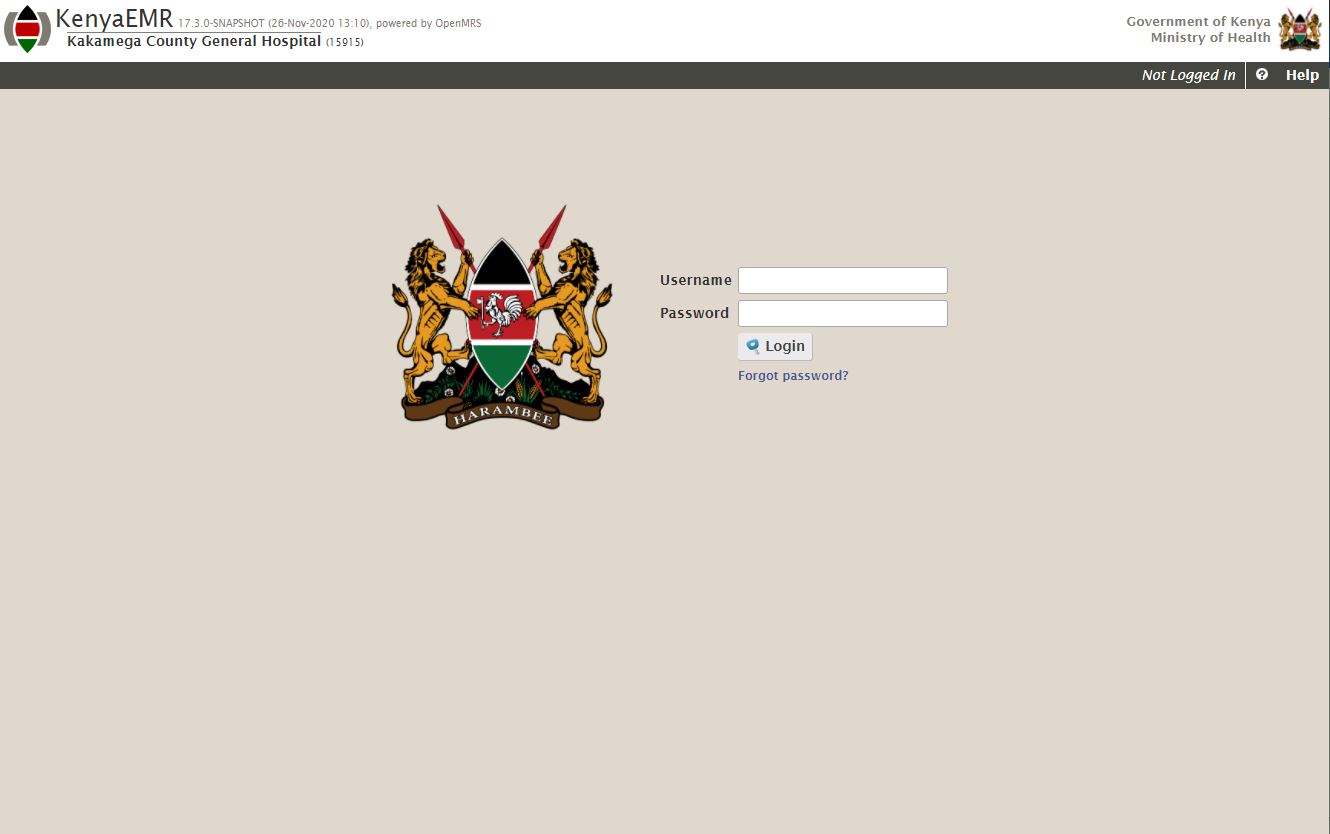 KenyaEMR 17.3.0-SNAPSHOT (26-Nov-2020 13:10), powered by OpenMRS
Kakamega County General Hospital (15915)
Government of Kenya
Ministry of Health
Not Logged In
Help
HARAMBEE
Username
Password
Login
Forgot password?